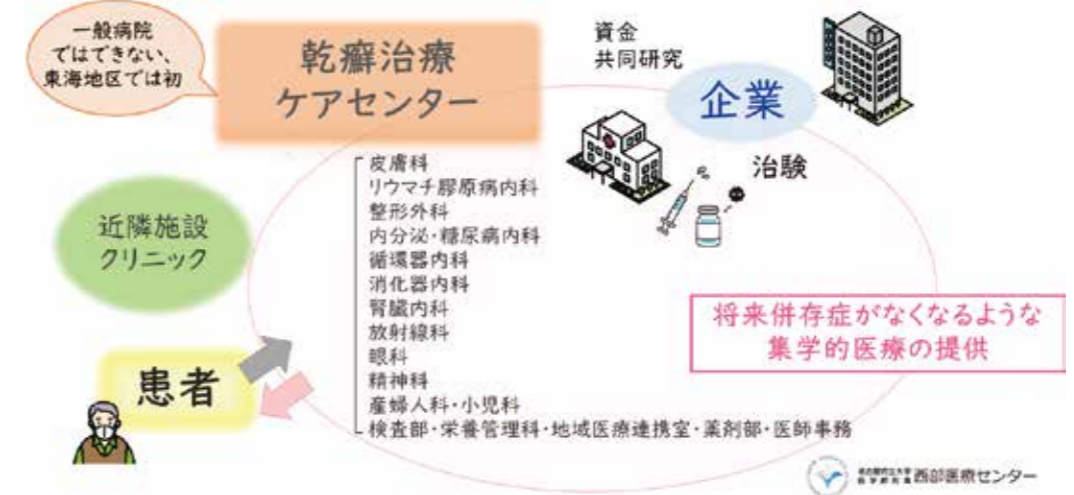 一般病院
ではできない、
東海地区では初
乾癬治療
ケアセンター
資金
共同研究
企業
治験
皮膚科
リウマチ膠原病内科
整形外科
内分泌・糖尿病内科
循環器内科
消化器内科
腎臓内科
放射線科
眼科
精神科
産婦人科・小児科
検査部・栄養管理科・地域医療連携室・薬剤部・医師事務
近隣施設
クリニック
患者
将来併存症がなくなるような
集学的医療の提供
西部医療センター